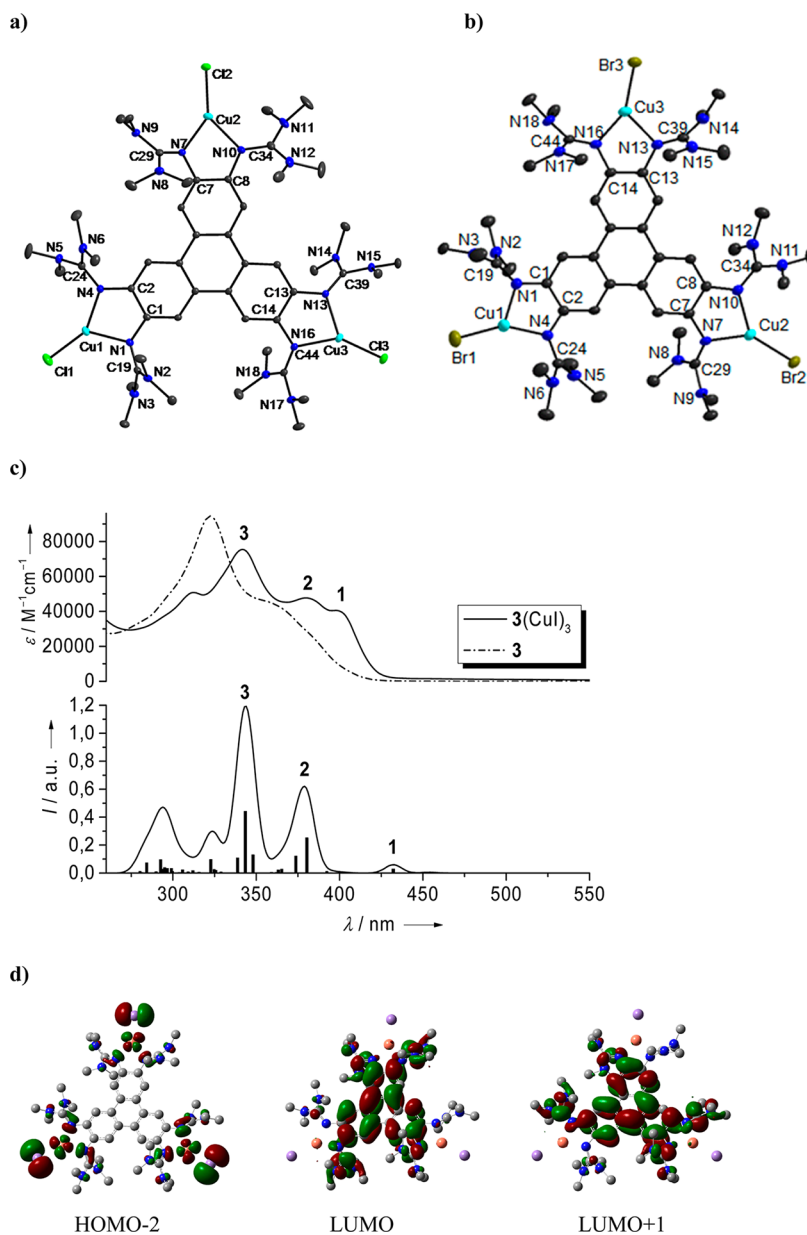 a)
Cl2
Cu2
N9
N11
N7
N10
C29
C34
N12
N8
C7
C8
N6
N5
C24
N14
N15
N4
C2
C13
N13
C39
C1
C14
Cu1
N1
N16
Cu3
C44
Cl1
Cl3
C19
N2
N18
N3
N17
b)
Br3
Cu3
N18
N14
N16
C39
C44
N13
N17
N15
C14
C13
N12
N3
N2
N11
C19
C1
C8
C34
N1
N10
Cu1
C2
C7
N4
N7
Cu2
Br1
C24
N8
Br2
N6
N5
C29
N9
c)
ε / M⁻¹cm⁻¹
80000
60000
40000
20000
0
3
2
1
3(CuI)₃
3
I / a.u.
1,2
1,0
0,8
0,6
0,4
0,2
0,0
3
2
1
300 350 400 450 500 550
λ / nm
d)
HOMO-2 LUMO LUMO+1